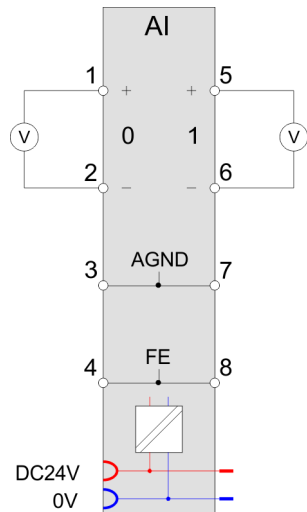 AI
1 + + 5
V 0 1 V
2 − − 6
3 AGND 7
4 FE 8
DC24V
0V